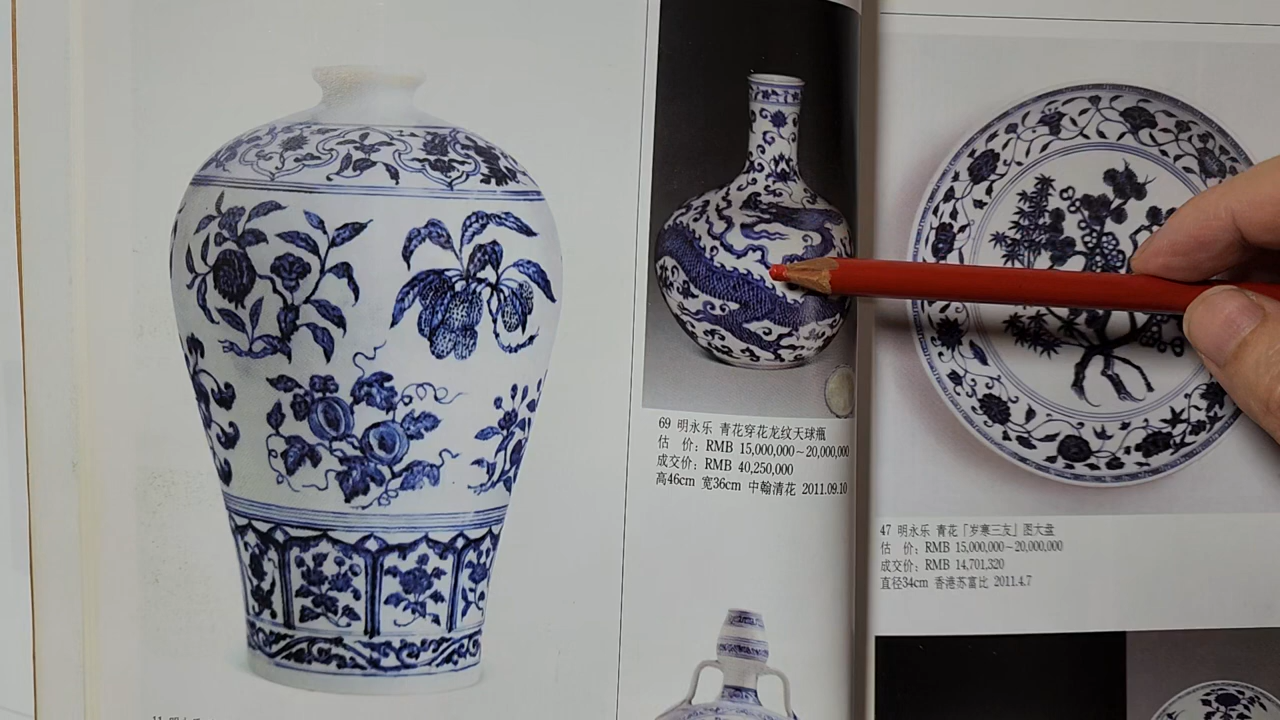 69 明永乐 青花穿花龙纹天球瓶
估 价：RMB 15,000,000~20,000,000
成交价：RMB 40,250,000
高46cm 宽36cm 中翰清花 2011.09.10
47 明永乐 青花「岁寒三友」图大盘
估 价：RMB 15,000,000~20,000,000
成交价：RMB 14,701,320
直径34cm 香港苏富比 2011.4.7
11 明永乐